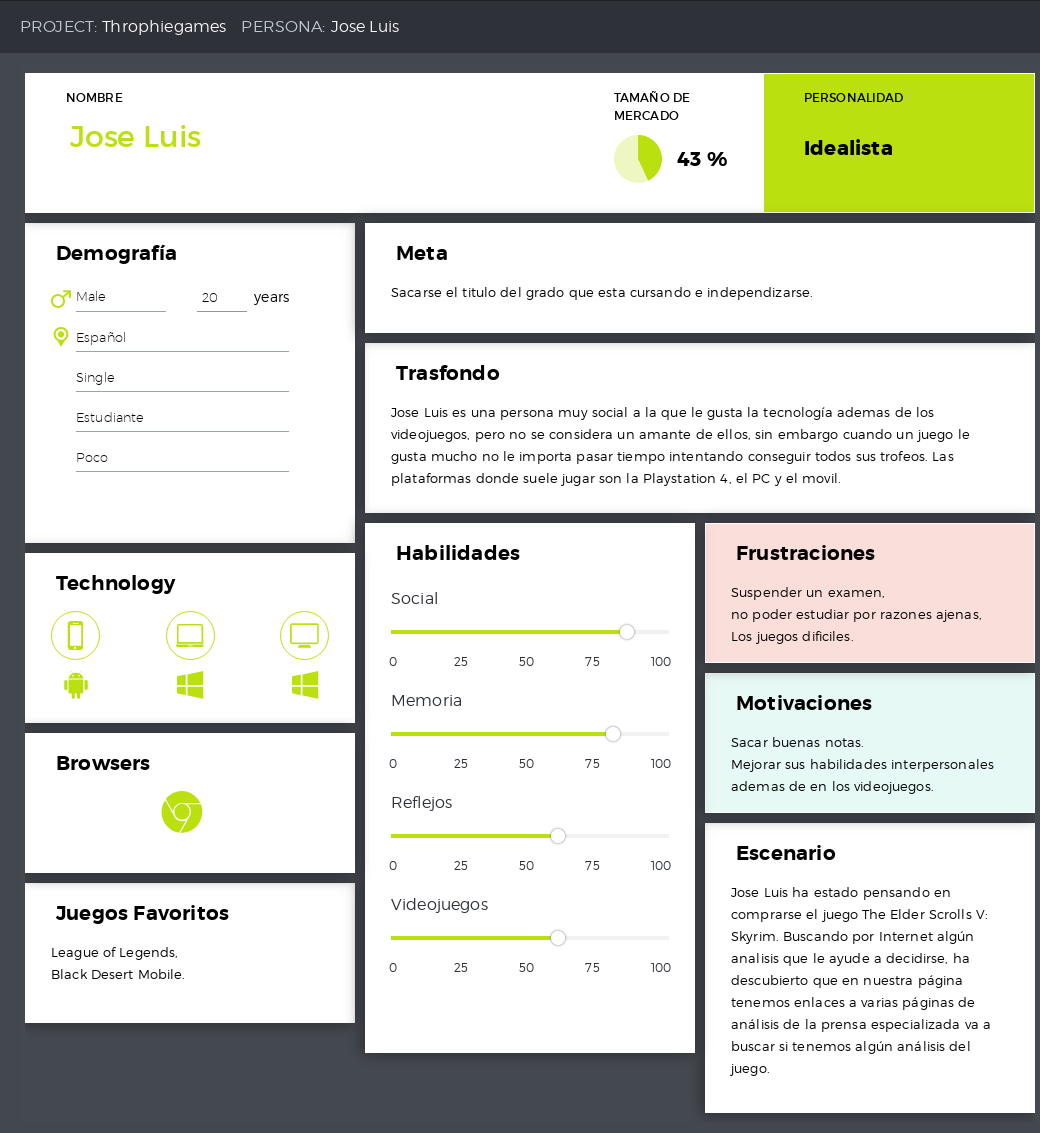 PROJECT: Throphiegames PERSONA: Jose Luis
NOMBRE
Jose Luis
TAMAÑO DE
MERCADO
43 %
PERSONALIDAD
Idealista
Demografía
Male 20 years
Español
Single
Estudiante
Poco
Technology
Browsers
Juegos Favoritos
League of Legends,
Black Desert Mobile.
Meta
Sacarse el titulo del grado que esta cursando e independizarse.
Trasfondo
Jose Luis es una persona muy social a la que le gusta la tecnología ademas de los
videojuegos, pero no se considera un amante de ellos, sin embargo cuando un juego le
gusta mucho no le importa pasar tiempo intentando conseguir todos sus trofeos. Las
plataformas donde suele jugar son la Playstation 4, el PC y el movil.
Habilidades
Social
0 25 50 75 100
Memoria
0 25 50 75 100
Reflejos
0 25 50 75 100
Videojuegos
0 25 50 75 100
Frustraciones
Suspender un examen,
no poder estudiar por razones ajenas,
Los juegos dificiles.
Motivaciones
Sacar buenas notas.
Mejorar sus habilidades interpersonales
ademas de en los videojuegos.
Escenario
Jose Luis ha estado pensando en
comprarse el juego The Elder Scrolls V:
Skyrim. Buscando por Internet algún
analisis que le ayude a decidirse, ha
descubierto que en nuestra página
tenemos enlaces a varias páginas de
análisis de la prensa especializada va a
buscar si tenemos algún análisis del
juego.